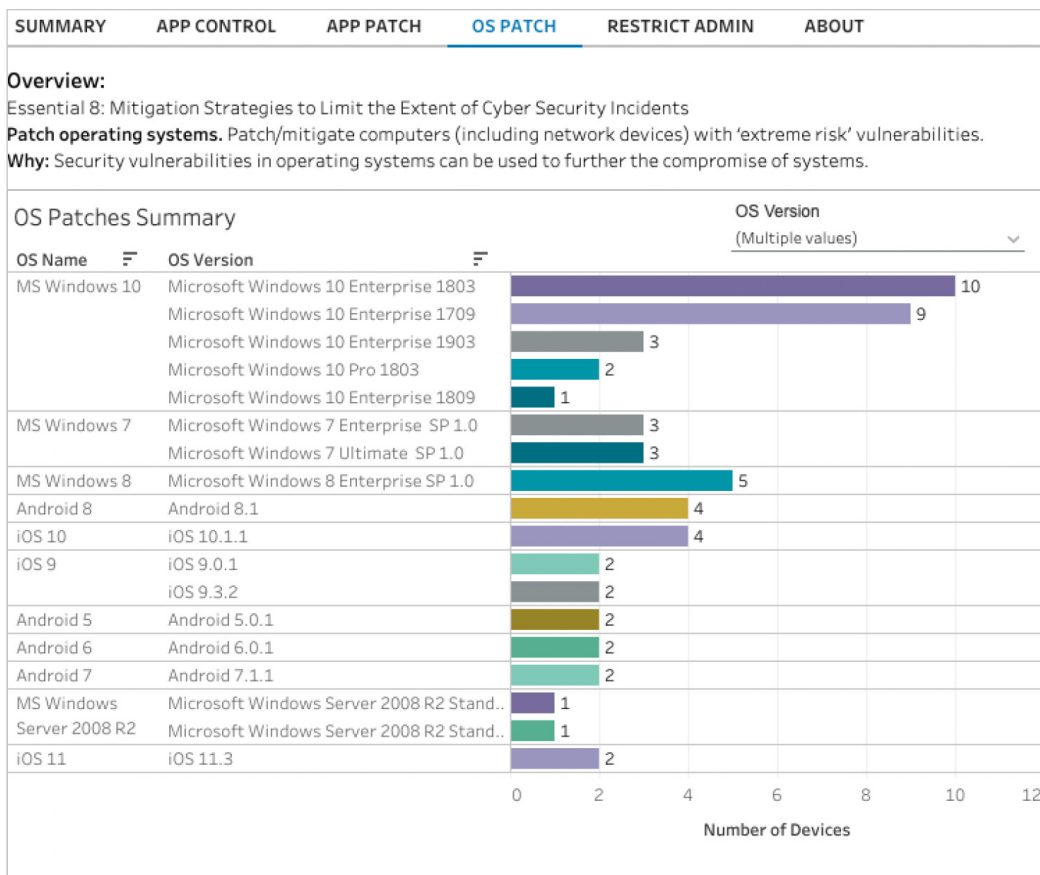 SUMMARY APP CONTROL APP PATCH OS PATCH RESTRICT ADMIN ABOUT
Overview:
Essential 8: Mitigation Strategies to Limit the Extent of Cyber Security Incidents
Patch operating systems. Patch/mitigate computers (including network devices) with ‘extreme risk’ vulnerabilities.
Why: Security vulnerabilities in operating systems can be used to further the compromise of systems.
OS Patches Summary
OS Version
(Multiple values)
OS Name OS Version
MS Windows 10 Microsoft Windows 10 Enterprise 1803 10
Microsoft Windows 10 Enterprise 1709 9
Microsoft Windows 10 Enterprise 1903 3
Microsoft Windows 10 Pro 1803 2
Microsoft Windows 10 Enterprise 1809 1
MS Windows 7 Microsoft Windows 7 Enterprise SP 1.0 3
Microsoft Windows 7 Ultimate SP 1.0 3
MS Windows 8 Microsoft Windows 8 Enterprise SP 1.0 5
Android 8 Android 8.1 4
iOS 10 iOS 10.1.1 4
iOS 9 iOS 9.0.1 2
iOS 9.3.2 2
Android 5 Android 5.0.1 2
Android 6 Android 6.0.1 2
Android 7 Android 7.1.1 2
MS Windows Microsoft Windows Server 2008 R2 Stand.. 1
Server 2008 R2 Microsoft Windows Server 2008 R2 Stand.. 1
iOS 11 iOS 11.3 2
0 2 4 6 8 10 12
Number of Devices